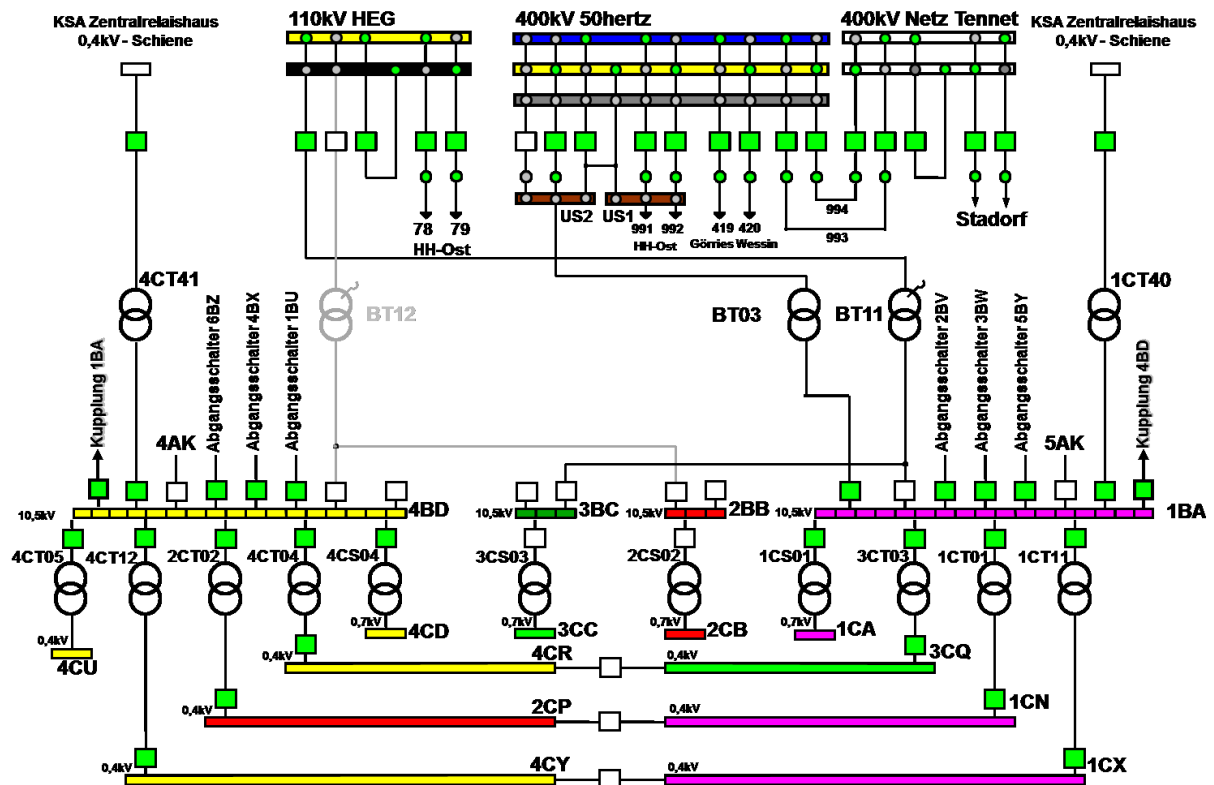 KSA Zentralrelaishaus
0,4kV - Schiene
110kV HEG
400kV 50hertz
400kV Netz Tennet
KSA Zentralrelaishaus
0,4kV - Schiene
US2
US1
994
993
78
79
HH-Ost
991
992
HH-Ost
419
420
Görries Wessin
Stadorf
4CT41
BT12
BT03
BT11
1CT40
Kupplung 1BA
4AK
Abgangsschalter 6BZ
Abgangsschalter 4BX
Abgangsschalter 1BU
Abgangsschalter 2BV
Abgangsschalter 3BW
Abgangsschalter 5BY
5AK
Kupplung 4BD
10,5kV
4BD
10,5kV
3BC
10,5kV
2BB
10,5kV
1BA
4CT05
4CT12
2CT02
4CT04
4CS04
3CS03
2CS02
1CS01
3CT03
1CT01
1CT11
0,4kV
4CU
0,7kV
4CD
0,7kV
3CC
0,7kV
2CB
0,7kV
1CA
0,4kV
4CR
0,4kV
3CQ
0,4kV
2CP
0,4kV
1CN
0,4kV
4CY
0,4kV
1CX